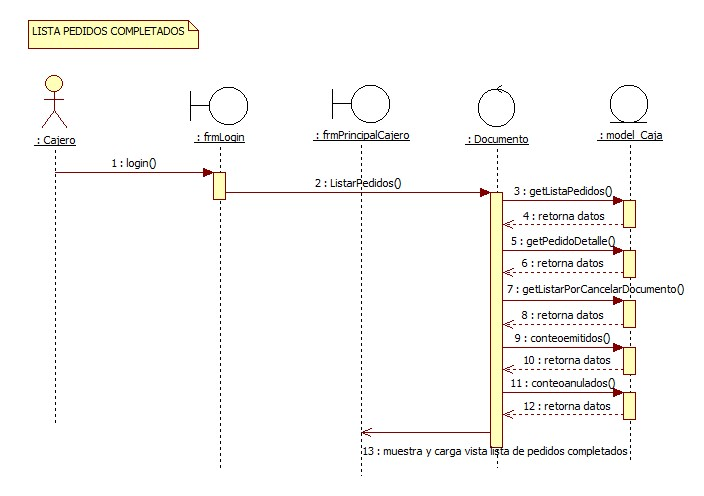 LISTA PEDIDOS COMPLETADOS
: Cajero
: frmLogin
: frmPrincipalCajero
: Documento
: model_Caja
1 : login()
2 : ListarPedidos()
3 : getListaPedidos()
4 : retorna datos
5 : getPedidoDetalle()
6 : retorna datos
7 : getListarPorCancelarDocumento()
8 : retorna datos
9 : conteoemitidos()
10 : retorna datos
11 : conteoanulados()
12 : retorna datos
13 : muestra y carga vista lista de pedidos completados